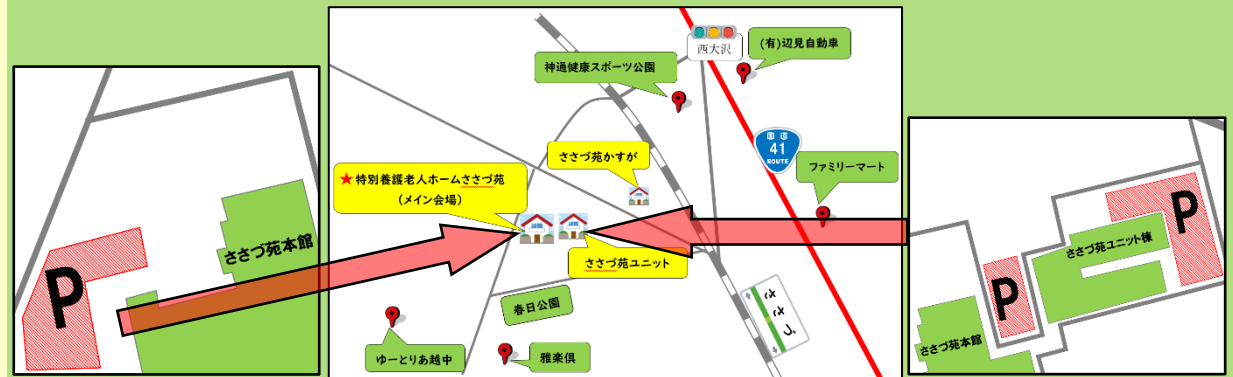 P
ささづ苑本館
西大沢
(有)辺見自動車
神通健康スポーツ公園
国道
41
ROUTE
ささづ苑かすが
ファミリーマート
★特別養護老人ホームささづ苑
(メイン会場)
ささづ苑ユニット
春日公園
ささづ
ゆーとりあ越中
雅楽倶
P
ささづ苑ユニット棟
P
ささづ苑本館